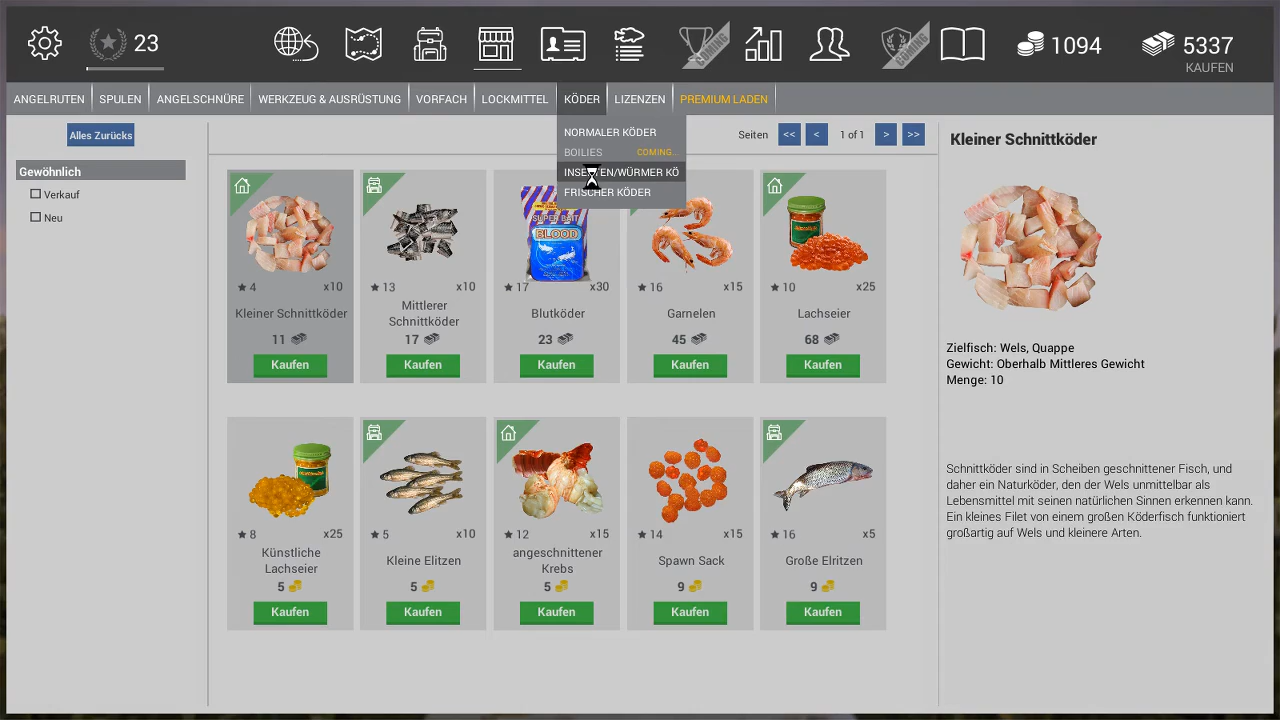 23
COMING
COMING
1094
5337
KAUFEN
ANGELRUTEN
SPULEN
ANGELSCHNÜRE
WERKZEUG & AUSRÜSTUNG
VORFACH
LOCKMITTEL
KÖDER
LIZENZEN
PREMIUM LADEN
Alles Zurücks
Gewöhnlich
Verkauf
Neu
NORMALER KÖDER
BOILIES COMING...
WÜRMER KÖ
FRISCHER KÖDER
Seiten << < 1 of 1 > >>
4 x10
Kleiner Schnittköder
11
Kaufen
13 x10
Mittlerer
Schnittköder
17
Kaufen
SUPER BAIT
BLOOD
17 x30
Blutköder
23
Kaufen
16 x15
Garnelen
45
Kaufen
10 x25
Lachseier
68
Kaufen
8 x25
Künstliche
Lachseier
5
Kaufen
5 x10
Kleine Elitzen
5
Kaufen
12 x15
angeschnittener
Krebs
5
Kaufen
14 x15
Spawn Sack
9
Kaufen
16 x5
Große Elritzen
9
Kaufen
Kleiner Schnittköder
Zielfisch: Wels, Quappe
Gewicht: Oberhalb Mittleres Gewicht
Menge: 10
Schnittköder sind in Scheiben geschnittener Fisch, und
daher ein Naturköder, den der Wels unmittelbar als
Lebensmittel mit seinen natürlichen Sinnen erkennen kann.
Ein kleines Filet von einem großen Köderfisch funktioniert
großartig auf Wels und kleinere Arten.